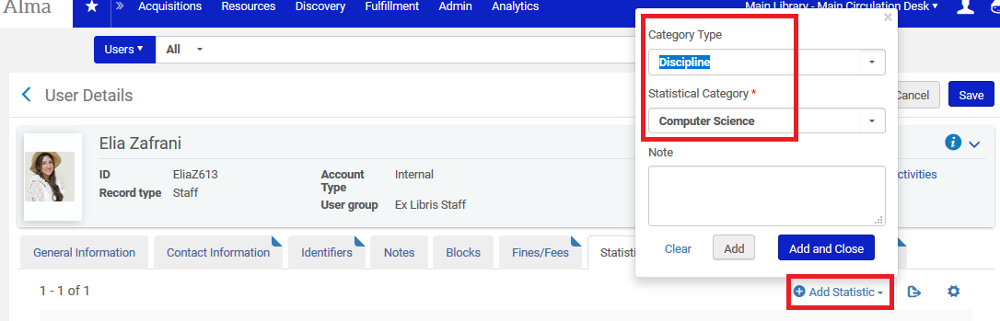 Alma
Acquisitions Resources Discovery Fulfillment Admin Analytics Main Library - Main Circulation Desk
Users All
Category Type
Discipline
Statistical Category *
Computer Science
Note
Clear Add Add and Close
User Details
Cancel Save
Elia Zafrani
ID EliaZ613
Record type Staff
Account Type Internal
User group Ex Libris Staff
ctivities
General Information Contact Information Identifiers Notes Blocks Fines/Fees Statisti
1 - 1 of 1
Add Statistic